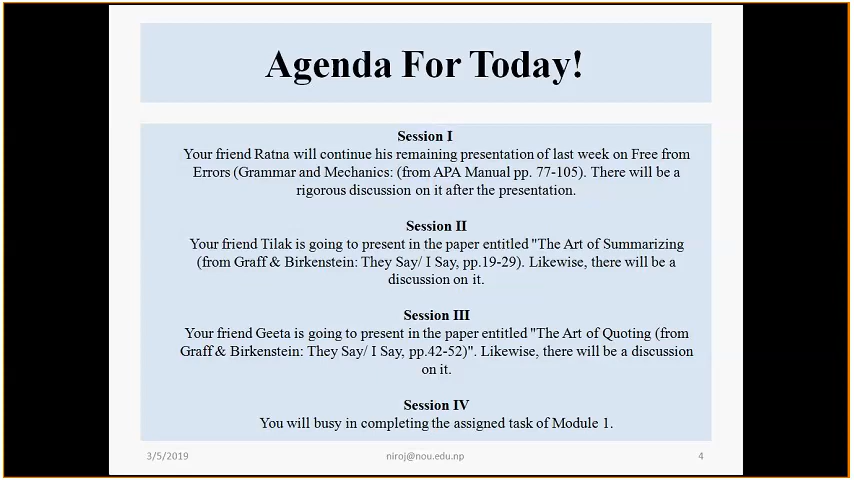 Agenda For Today!
Session I
Your friend Ratna will continue his remaining presentation of last week on Free from
Errors (Grammar and Mechanics: (from APA Manual pp. 77-105). There will be a
rigorous discussion on it after the presentation.
Session II
Your friend Tilak is going to present in the paper entitled "The Art of Summarizing
(from Graff & Birkenstein: They Say/ I Say, pp.19-29). Likewise, there will be a
discussion on it.
Session III
Your friend Geeta is going to present in the paper entitled "The Art of Quoting (from
Graff & Birkenstein: They Say/ I Say, pp.42-52)". Likewise, there will be a discussion
on it.
Session IV
You will busy in completing the assigned task of Module 1.
3/5/2019
niroj@nou.edu.np
4